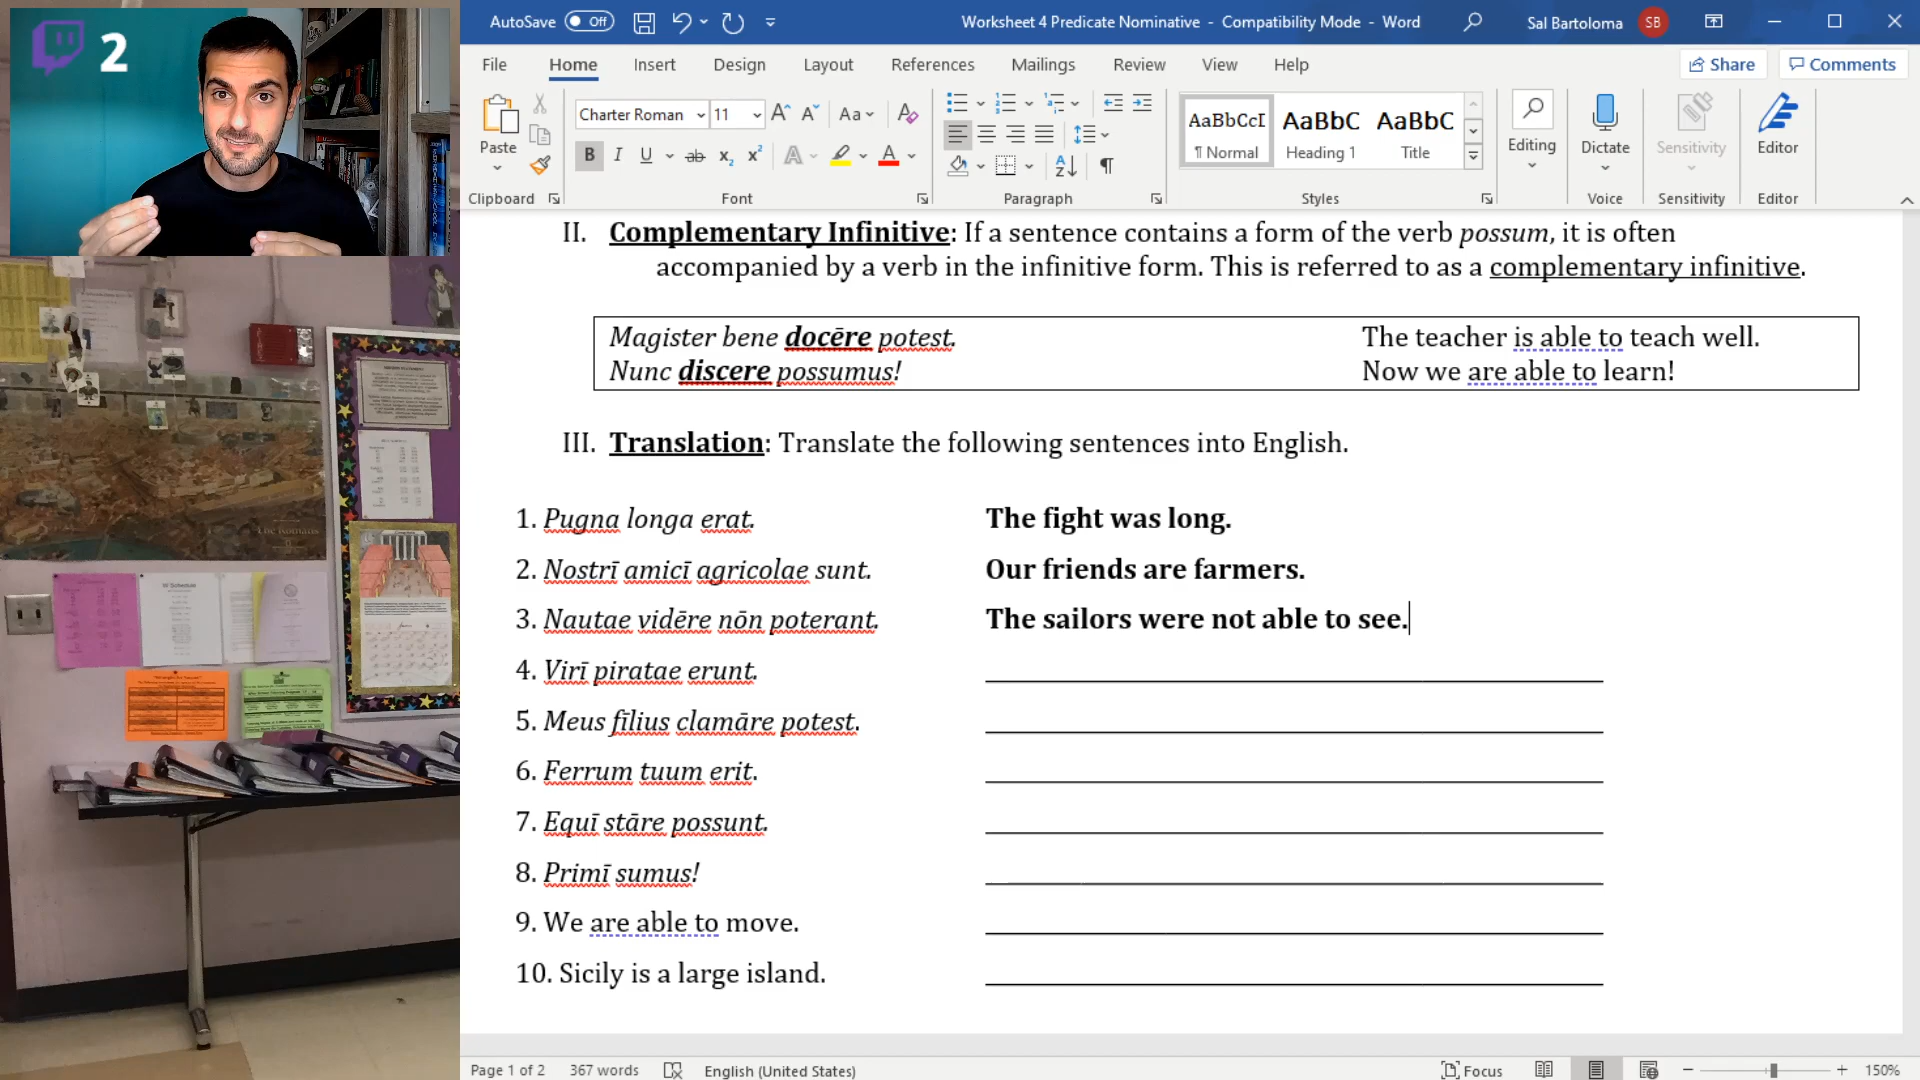 2
AutoSave Off
Worksheet 4 Predicate Nominative - Compatibility Mode - Word
Sal Bartoloma SB
File Home Insert Design Layout References Mailings Review View Help
Share Comments
Paste
Clipboard
Charter Roman 11
Font
Paragraph
AaBbCcI AaBbC AaBbC
¶ Normal Heading 1 Title
Styles
Editing
Dictate
Voice
Sensitivity
Sensitivity
Editor
Editor
II. Complementary Infinitive: If a sentence contains a form of the verb possum, it is often
accompanied by a verb in the infinitive form. This is referred to as a complementary infinitive.
Magister bene docēre potest. The teacher is able to teach well.
Nunc discere possumus! Now we are able to learn!
III. Translation: Translate the following sentences into English.
1. Pugna longa erat. The fight was long.
2. Nostrī amicī agricolae sunt. Our friends are farmers.
3. Nautae vidēre nōn poterant. The sailors were not able to see.
4. Virī piratae erunt.
5. Meus fīlius clamāre potest.
6. Ferrum tuum erit.
7. Equī stāre possunt.
8. Primī sumus!
9. We are able to move.
10. Sicily is a large island.
The Romans
Page 1 of 2 367 words English (United States) Focus 150%